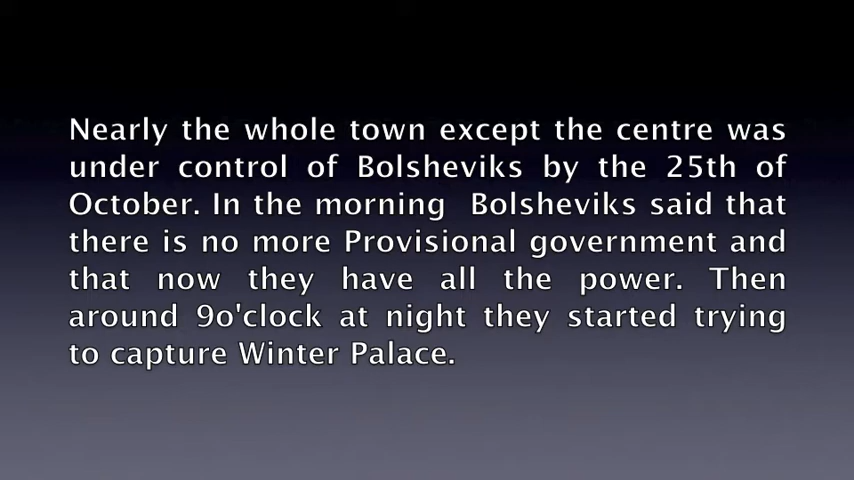 Nearly the whole town except the centre was
under control of Bolsheviks by the 25th of
October. In the morning  Bolsheviks said that
there is no more Provisional government and
that now they have all the power. Then
around 9o'clock at night they started trying
to capture Winter Palace.